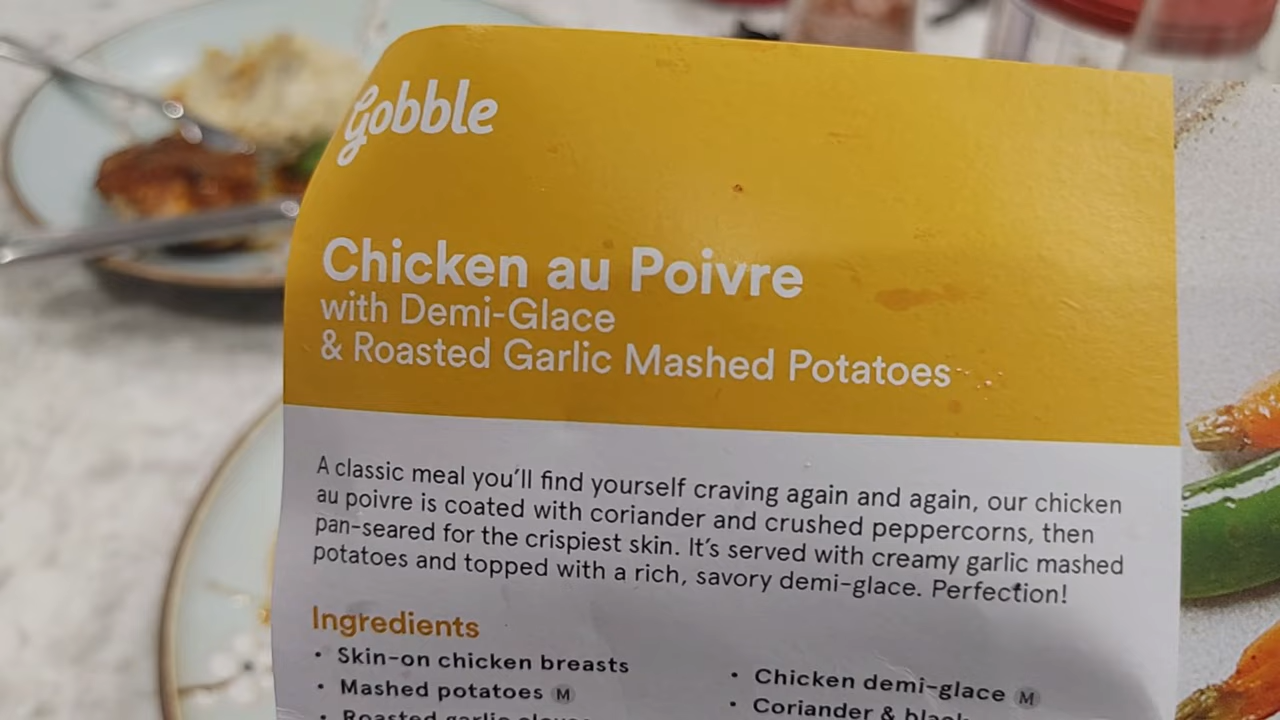 Gobble
Chicken au Poivre
with Demi-Glace
& Roasted Garlic Mashed Potatoes
A classic meal you'll find yourself craving again and again, our chicken
au poivre is coated with coriander and crushed peppercorns, then
pan-seared for the crispiest skin. It's served with creamy garlic mashed
potatoes and topped with a rich, savory demi-glace. Perfection!
Ingredients
• Skin-on chicken breasts
• Mashed potatoes M
• Roasted garlic
• Chicken demi-glace M
• Coriander & black